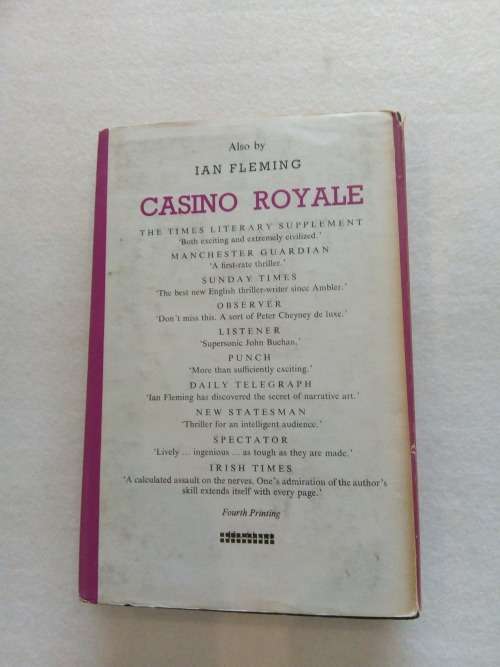 Also by
IAN FLEMING
CASINO ROYALE
THE TIMES LITERARY SUPPLEMENT
'Both exciting and extremely civilized.'
MANCHESTER GUARDIAN
'A first-rate thriller.'
SUNDAY TIMES
'The best new English thriller-writer since Ambler.'
OBSERVER
'Don't miss this. A sort of Peter Cheyney de luxe.'
LISTENER
'Supersonic John Buchan.'
PUNCH
'More than sufficiently exciting.'
DAILY TELEGRAPH
'Ian Fleming has discovered the secret of narrative art.'
NEW STATESMAN
'Thriller for an intelligent audience.'
SPECTATOR
'Lively ... ingenious ... as tough as they are made.'
IRISH TIMES
'A calculated assault on the nerves. One's admiration of the author's
skill extends itself with every page.'
Fourth Printing